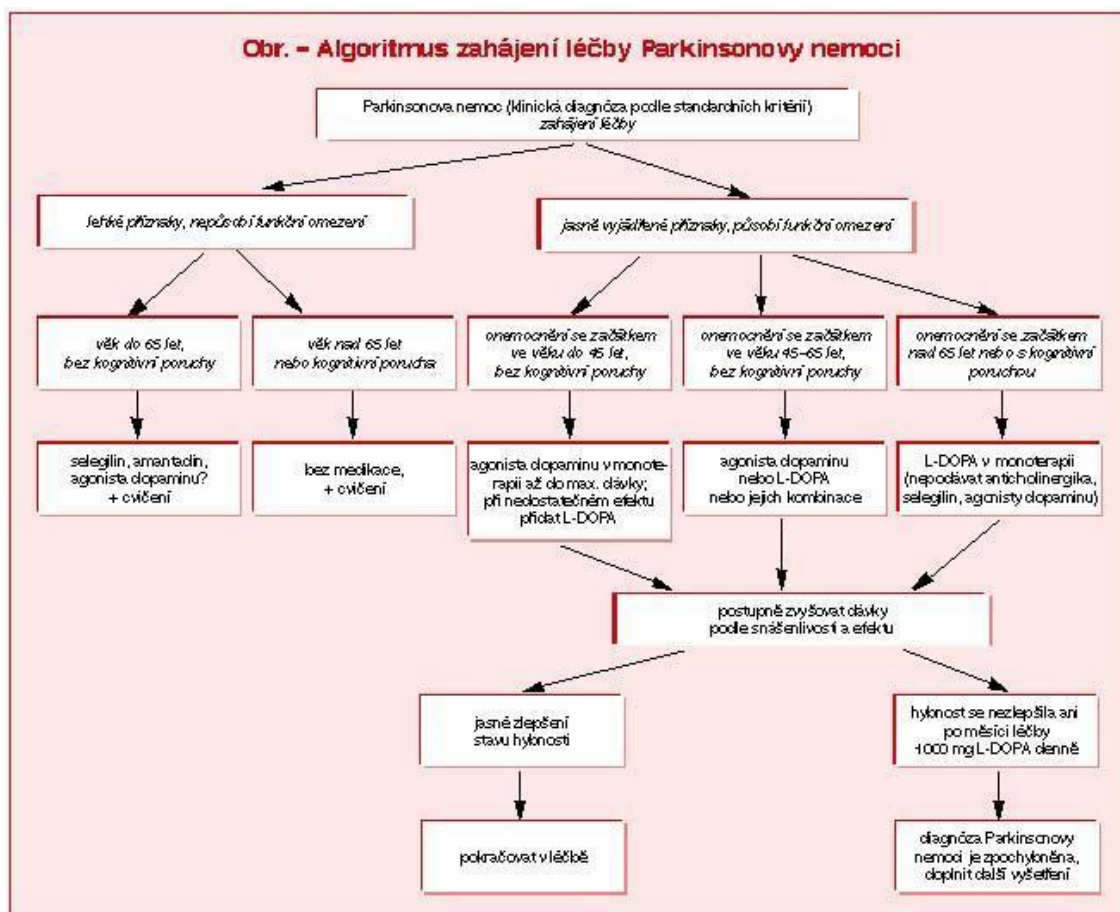 Obr. – Algoritmus zahájení léčby Parkinsonovy nemoci
Parkinsonova nemoc (klinická diagnóza podle standardních kritérií)
zahájení léčby
lehké příznaky, nepůsobí funkční omezení
jasně vyjádřené příznaky, působí funkční omezení
věk do 65 let,
bez kognitivní poruchy
věk nad 65 let
nebo kognitivní porucha
onemocnění se začátkem
ve věku do 45 let,
bez kognitivní poruchy
onemocnění se začátkem
ve věku 45–65 let,
bez kognitivní poruchy
onemocnění se začátkem
nad 65 let nebo s kognitivní
poruchou
selegilin, amantadin,
agonista dopaminu?
+ cvičení
bez medikace,
+ cvičení
agonista dopaminu v monote-
rapii až do max. dávky;
při nedostatečném efektu
přidat L-DOPA
agonista dopaminu
nebo L-DOPA
nebo jejich kombinace
L-DOPA v monoterapii
(nepodávat anticholinergika,
selegilin, agonisty dopaminu)
postupně zvyšovat dávky
podle snášenlivosti a efektu
jasné zlepšení
stavu hybnosti
hybnost se nezlepšila ani
po měsíci léčby
1000 mg L-DOPA denně
pokračovat v léčbě
diagnóza Parkinsonovy
nemoci je zpochybněna,
doplnit další vyšetření